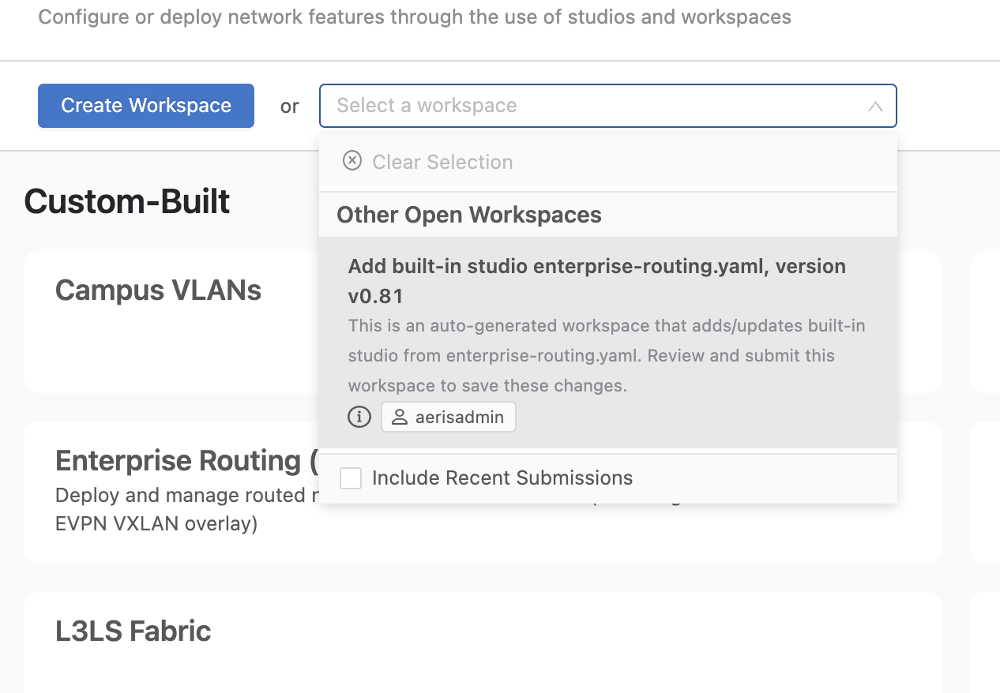 Configure or deploy network features through the use of studios and workspaces
Create Workspace
or
Select a workspace
Clear Selection
Other Open Workspaces
Add built-in studio enterprise-routing.yaml, version
v0.81
This is an auto-generated workspace that adds/updates built-in
studio from enterprise-routing.yaml. Review and submit this
workspace to save these changes.
aerisadmin
Include Recent Submissions
Custom-Built
Campus VLANs
Enterprise Routing (
Deploy and manage routed
EVPN VXLAN overlay)
L3LS Fabric